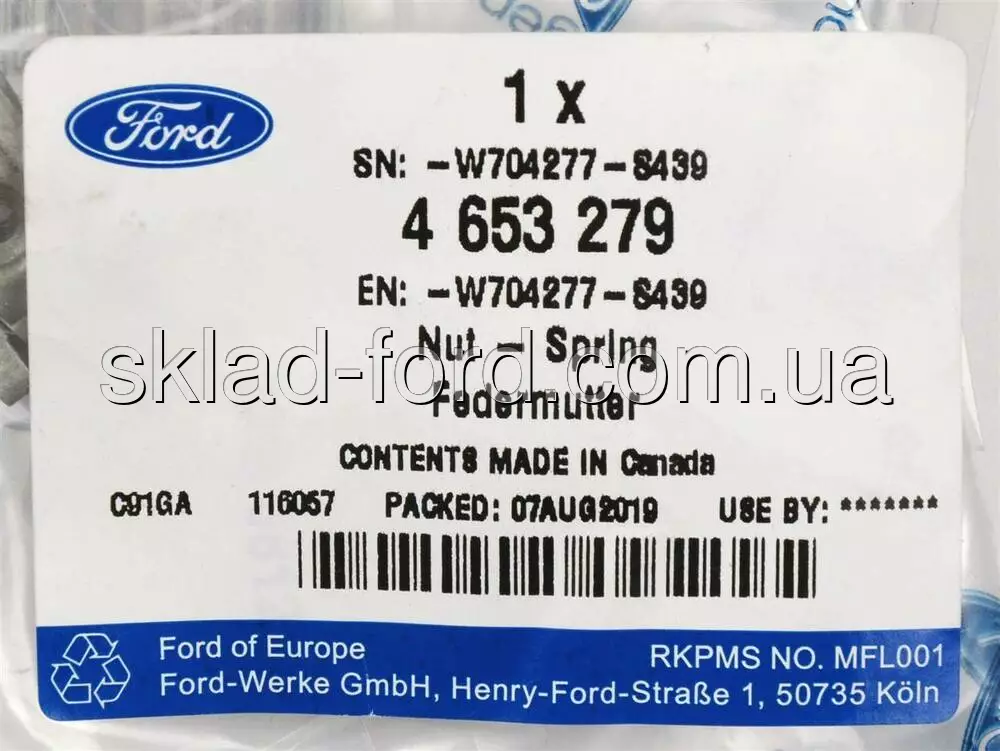 Ford
1 x
SN: -W704277-S439
4 653 279
EN: -W704277-S439
Nut - Spring
sklad-ford.com.ua
Federmutter
CONTENTS MADE IN Canada
C91GA 116057 PACKED: 07AUG2019 USE BY: *******
Ford of Europe
RKPMS NO. MFL001
Ford-Werke GmbH, Henry-Ford-Straße 1, 50735 Köln